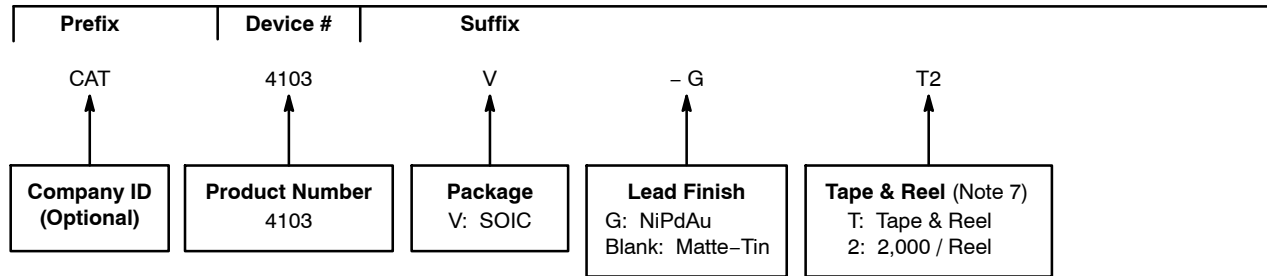 Prefix Device # Suffix
CAT 4103 V – G T2
Company ID
(Optional)
Product Number
4103
Package
V: SOIC
Lead Finish
G: NiPdAu
Blank: Matte−Tin
Tape & Reel (Note 7)
T: Tape & Reel
2: 2,000 / Reel